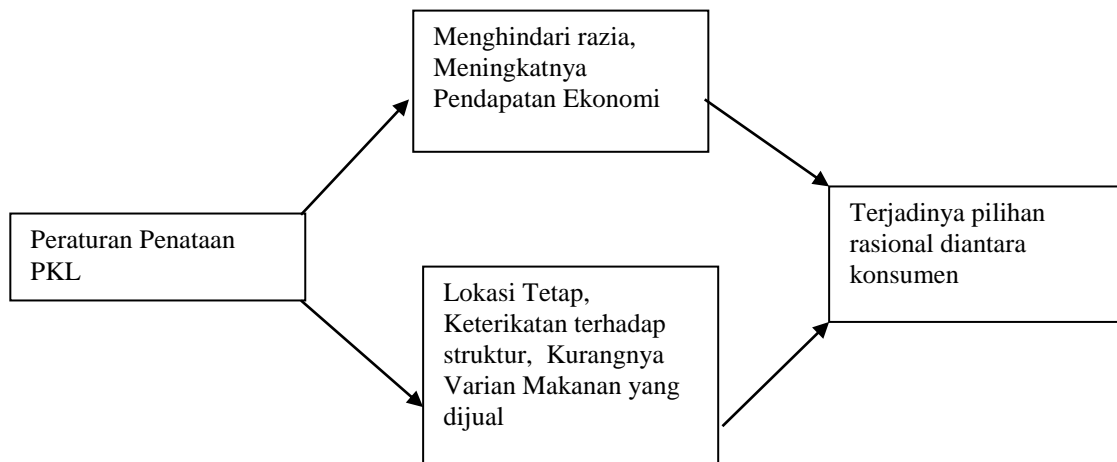 Menghindari razia,
Meningkatnya
Pendapatan Ekonomi
Peraturan Penataan
PKL
Terjadinya pilihan
rasional diantara
konsumen
Lokasi Tetap,
Keterikatan terhadap
struktur,  Kurangnya
Varian Makanan yang
dijual